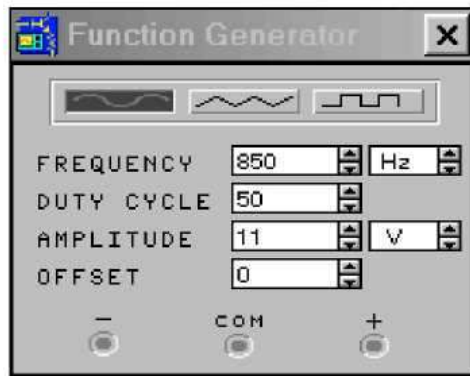 Function Generator
FREQUENCY 850 Hz
DUTY CYCLE 50
AMPLITUDE 11 V
OFFSET 0
− COM +